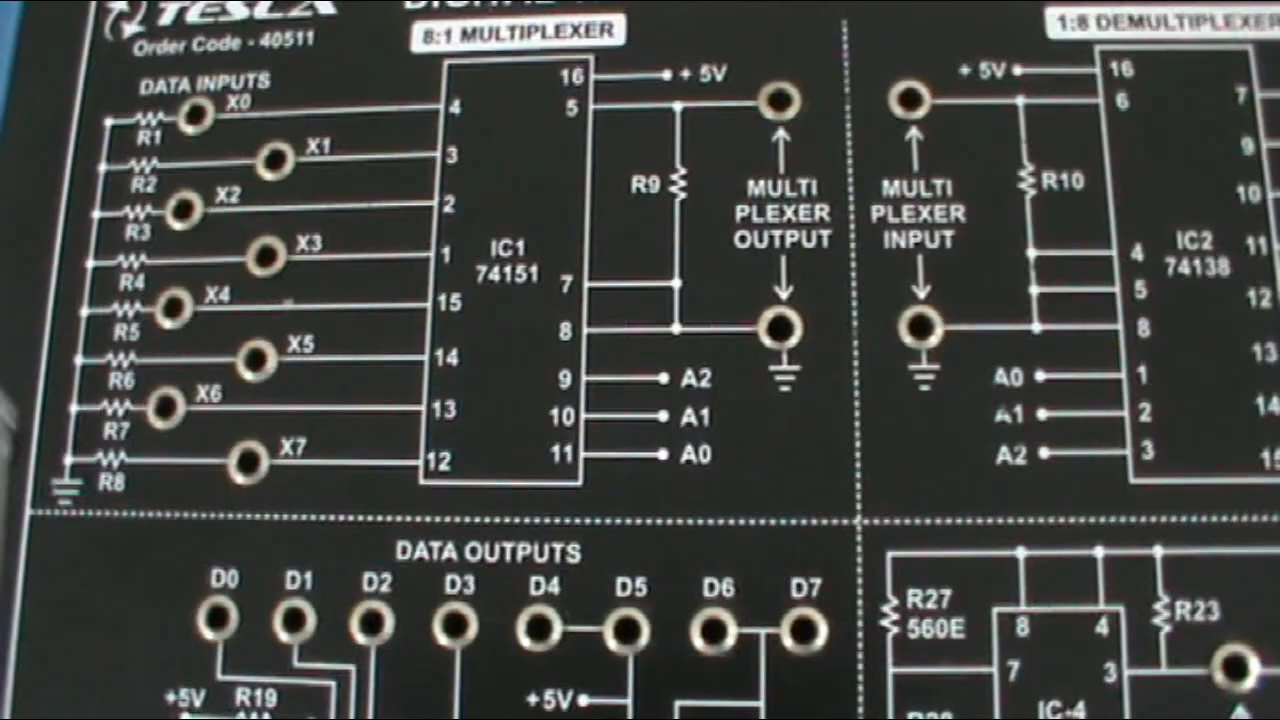 TESLA
Order Code - 40511
8:1 MULTIPLEXER
1:8 DEMULTIPLEXER
DATA INPUTS
X0
R1
X1
R2
X2
R3
X3
R4
X4
R5
X5
R6
X6
R7
X7
R8
4
3
2
1
15
14
13
12
IC1
74151
16
5
7
8
9
10
11
+ 5V
R9
MULTI
PLEXER
OUTPUT
A2
A1
A0
MULTI
PLEXER
INPUT
+ 5V
R10
A0
A1
A2
16
6
4
5
8
1
2
3
IC2
74138
7
9
10
11
12
13
14
DATA OUTPUTS
D0 D1 D2 D3 D4 D5 D6 D7
+5V
R19
+5V
R27
560E
8 4
7 3
IC-4
R23